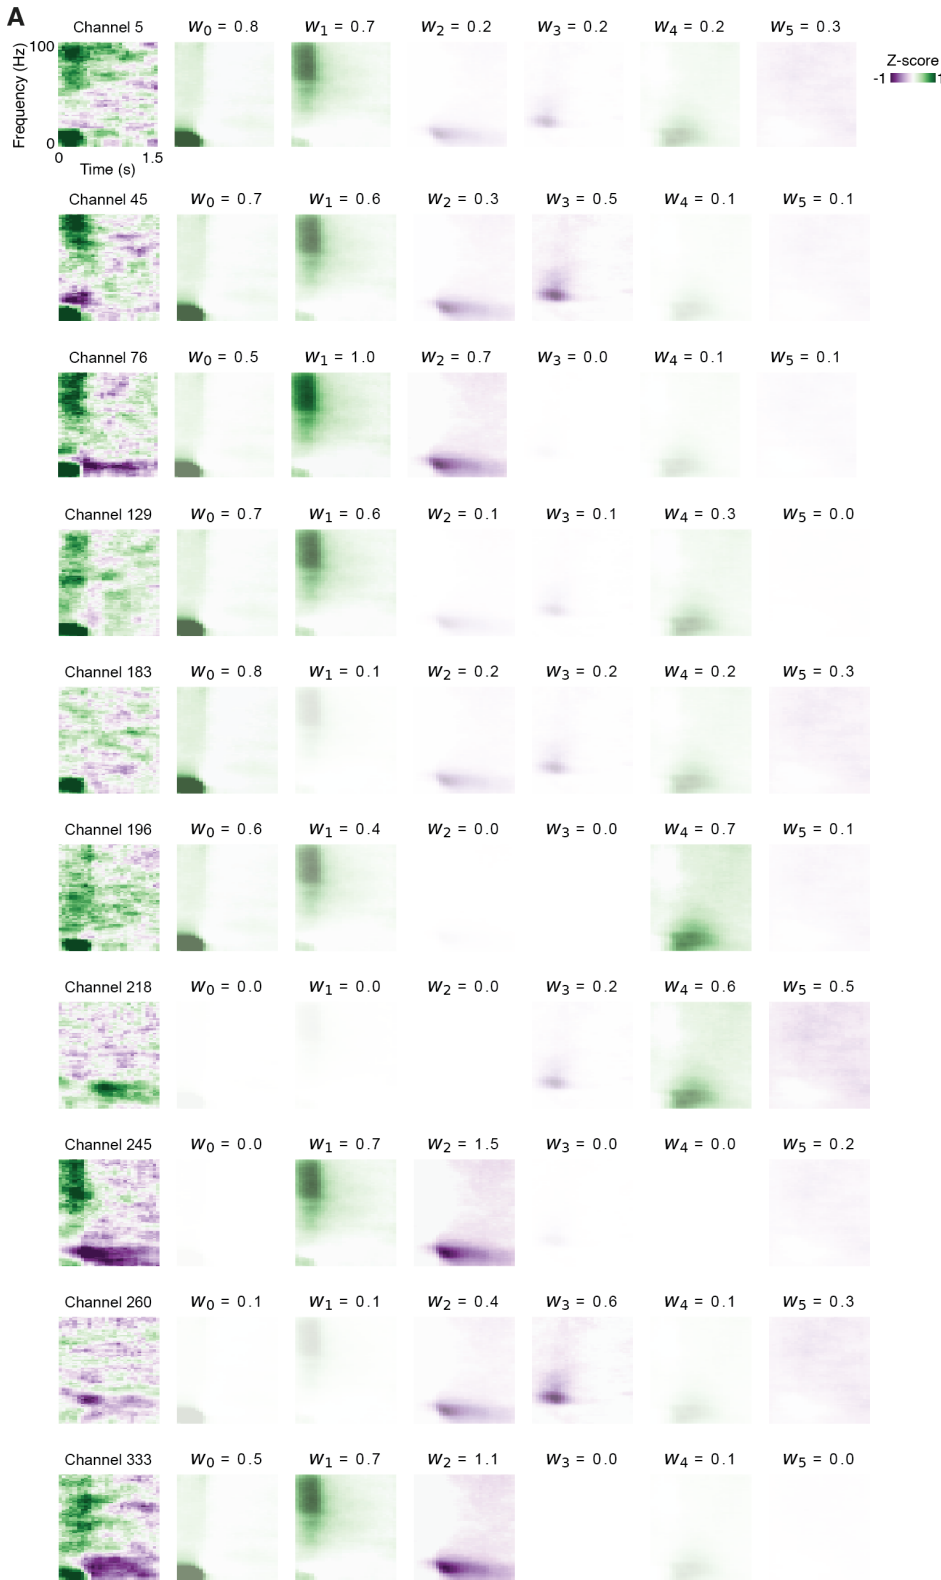 A
Channel 5 w0 = 0.8 w1 = 0.7 w2 = 0.2 w3 = 0.2 w4 = 0.2 w5 = 0.3
Z-score
-1 1
Frequency (Hz)
100
0
0 1.5
Time (s)
Channel 45 w0 = 0.7 w1 = 0.6 w2 = 0.3 w3 = 0.5 w4 = 0.1 w5 = 0.1
Channel 76 w0 = 0.5 w1 = 1.0 w2 = 0.7 w3 = 0.0 w4 = 0.1 w5 = 0.1
Channel 129 w0 = 0.7 w1 = 0.6 w2 = 0.1 w3 = 0.1 w4 = 0.3 w5 = 0.0
Channel 183 w0 = 0.8 w1 = 0.1 w2 = 0.2 w3 = 0.2 w4 = 0.2 w5 = 0.3
Channel 196 w0 = 0.6 w1 = 0.4 w2 = 0.0 w3 = 0.0 w4 = 0.7 w5 = 0.1
Channel 218 w0 = 0.0 w1 = 0.0 w2 = 0.0 w3 = 0.2 w4 = 0.6 w5 = 0.5
Channel 245 w0 = 0.0 w1 = 0.7 w2 = 1.5 w3 = 0.0 w4 = 0.0 w5 = 0.2
Channel 260 w0 = 0.1 w1 = 0.1 w2 = 0.4 w3 = 0.6 w4 = 0.1 w5 = 0.3
Channel 333 w0 = 0.5 w1 = 0.7 w2 = 1.1 w3 = 0.0 w4 = 0.1 w5 = 0.0